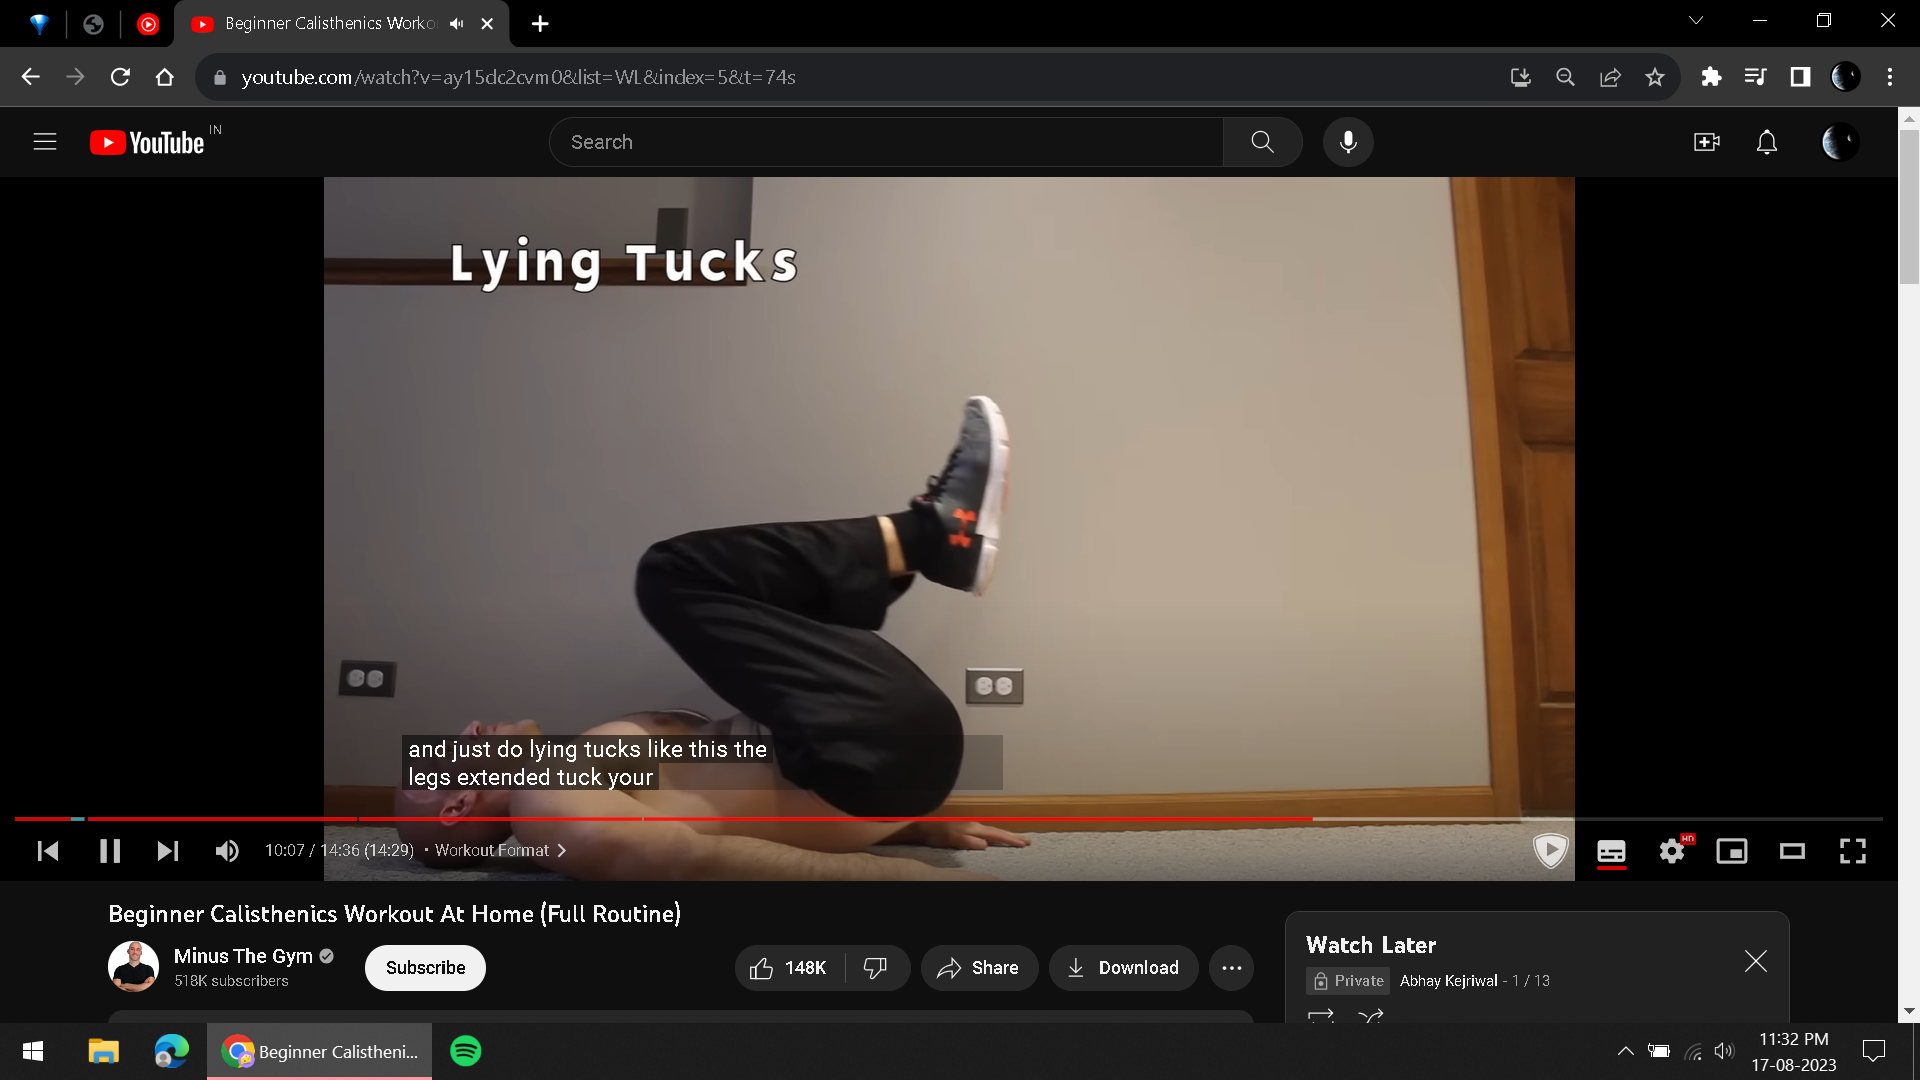 Beginner Calisthenics Worko
youtube.com/watch?v=ay15dc2cvm0&list=WL&index=5&t=74s
YouTube IN
Search
Lying Tucks
and just do lying tucks like this the
legs extended tuck your
10:07 / 14:36 (14:29) • Workout Format
HD
Beginner Calisthenics Workout At Home (Full Routine)
Minus The Gym
518K subscribers
Subscribe
148K
Share
Download
Watch Later
Private Abhay Kejriwal - 1 / 13
Beginner Calistheni...
11:32 PM
17-08-2023